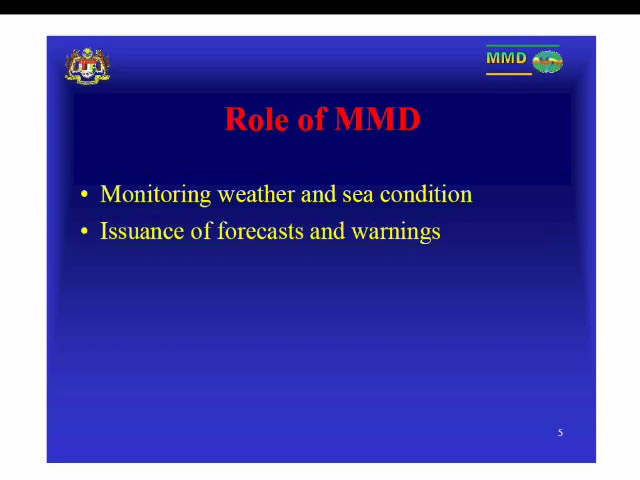 MMD
Role of MMD
• Monitoring weather and sea condition
• Issuance of forecasts and warnings
5